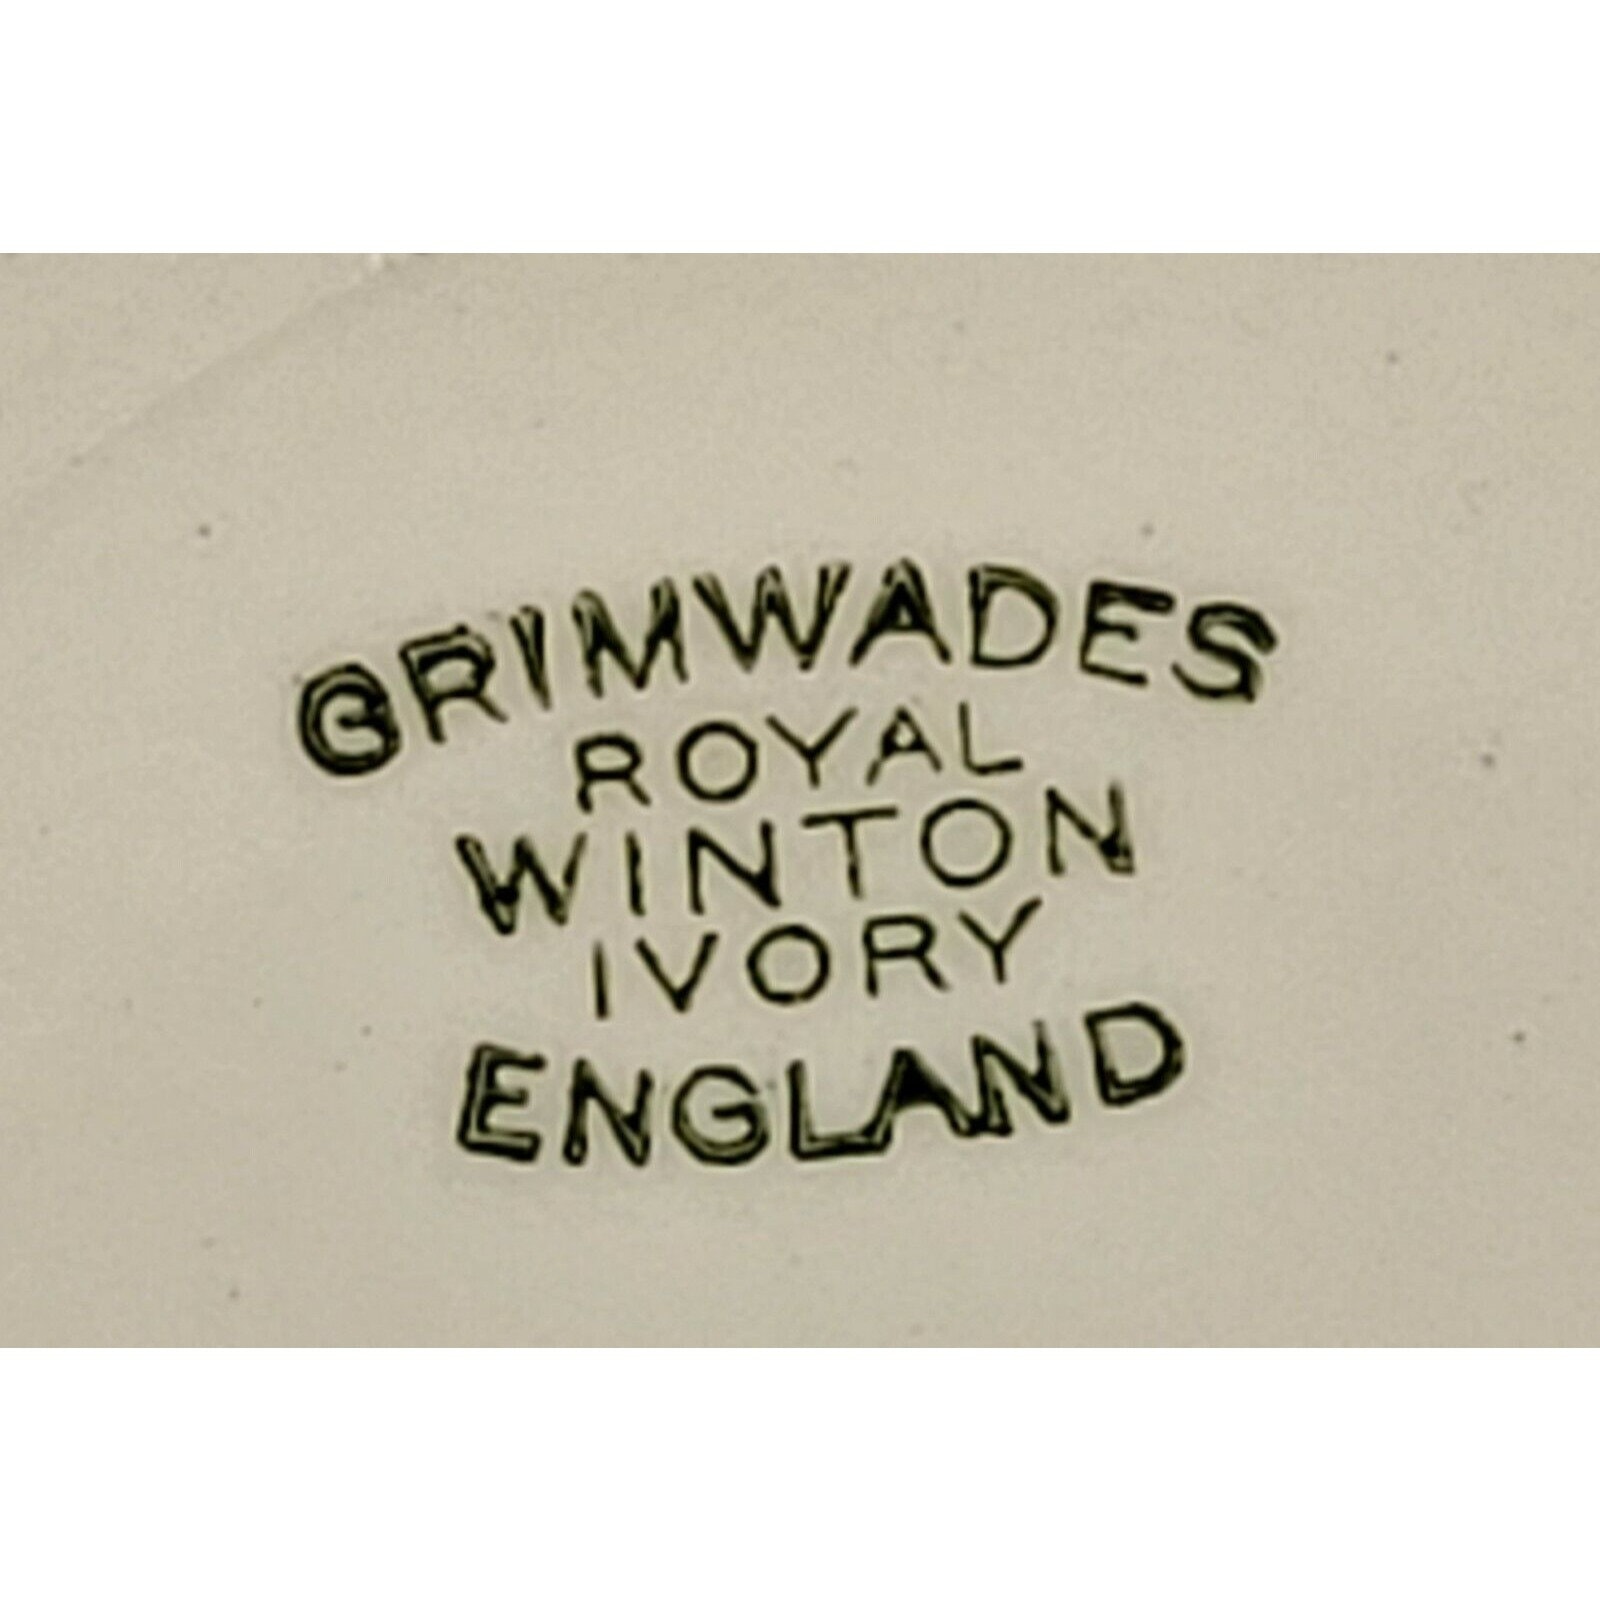 GRIMWADES
ROYAL
WINTON
IVORY
ENGLAND